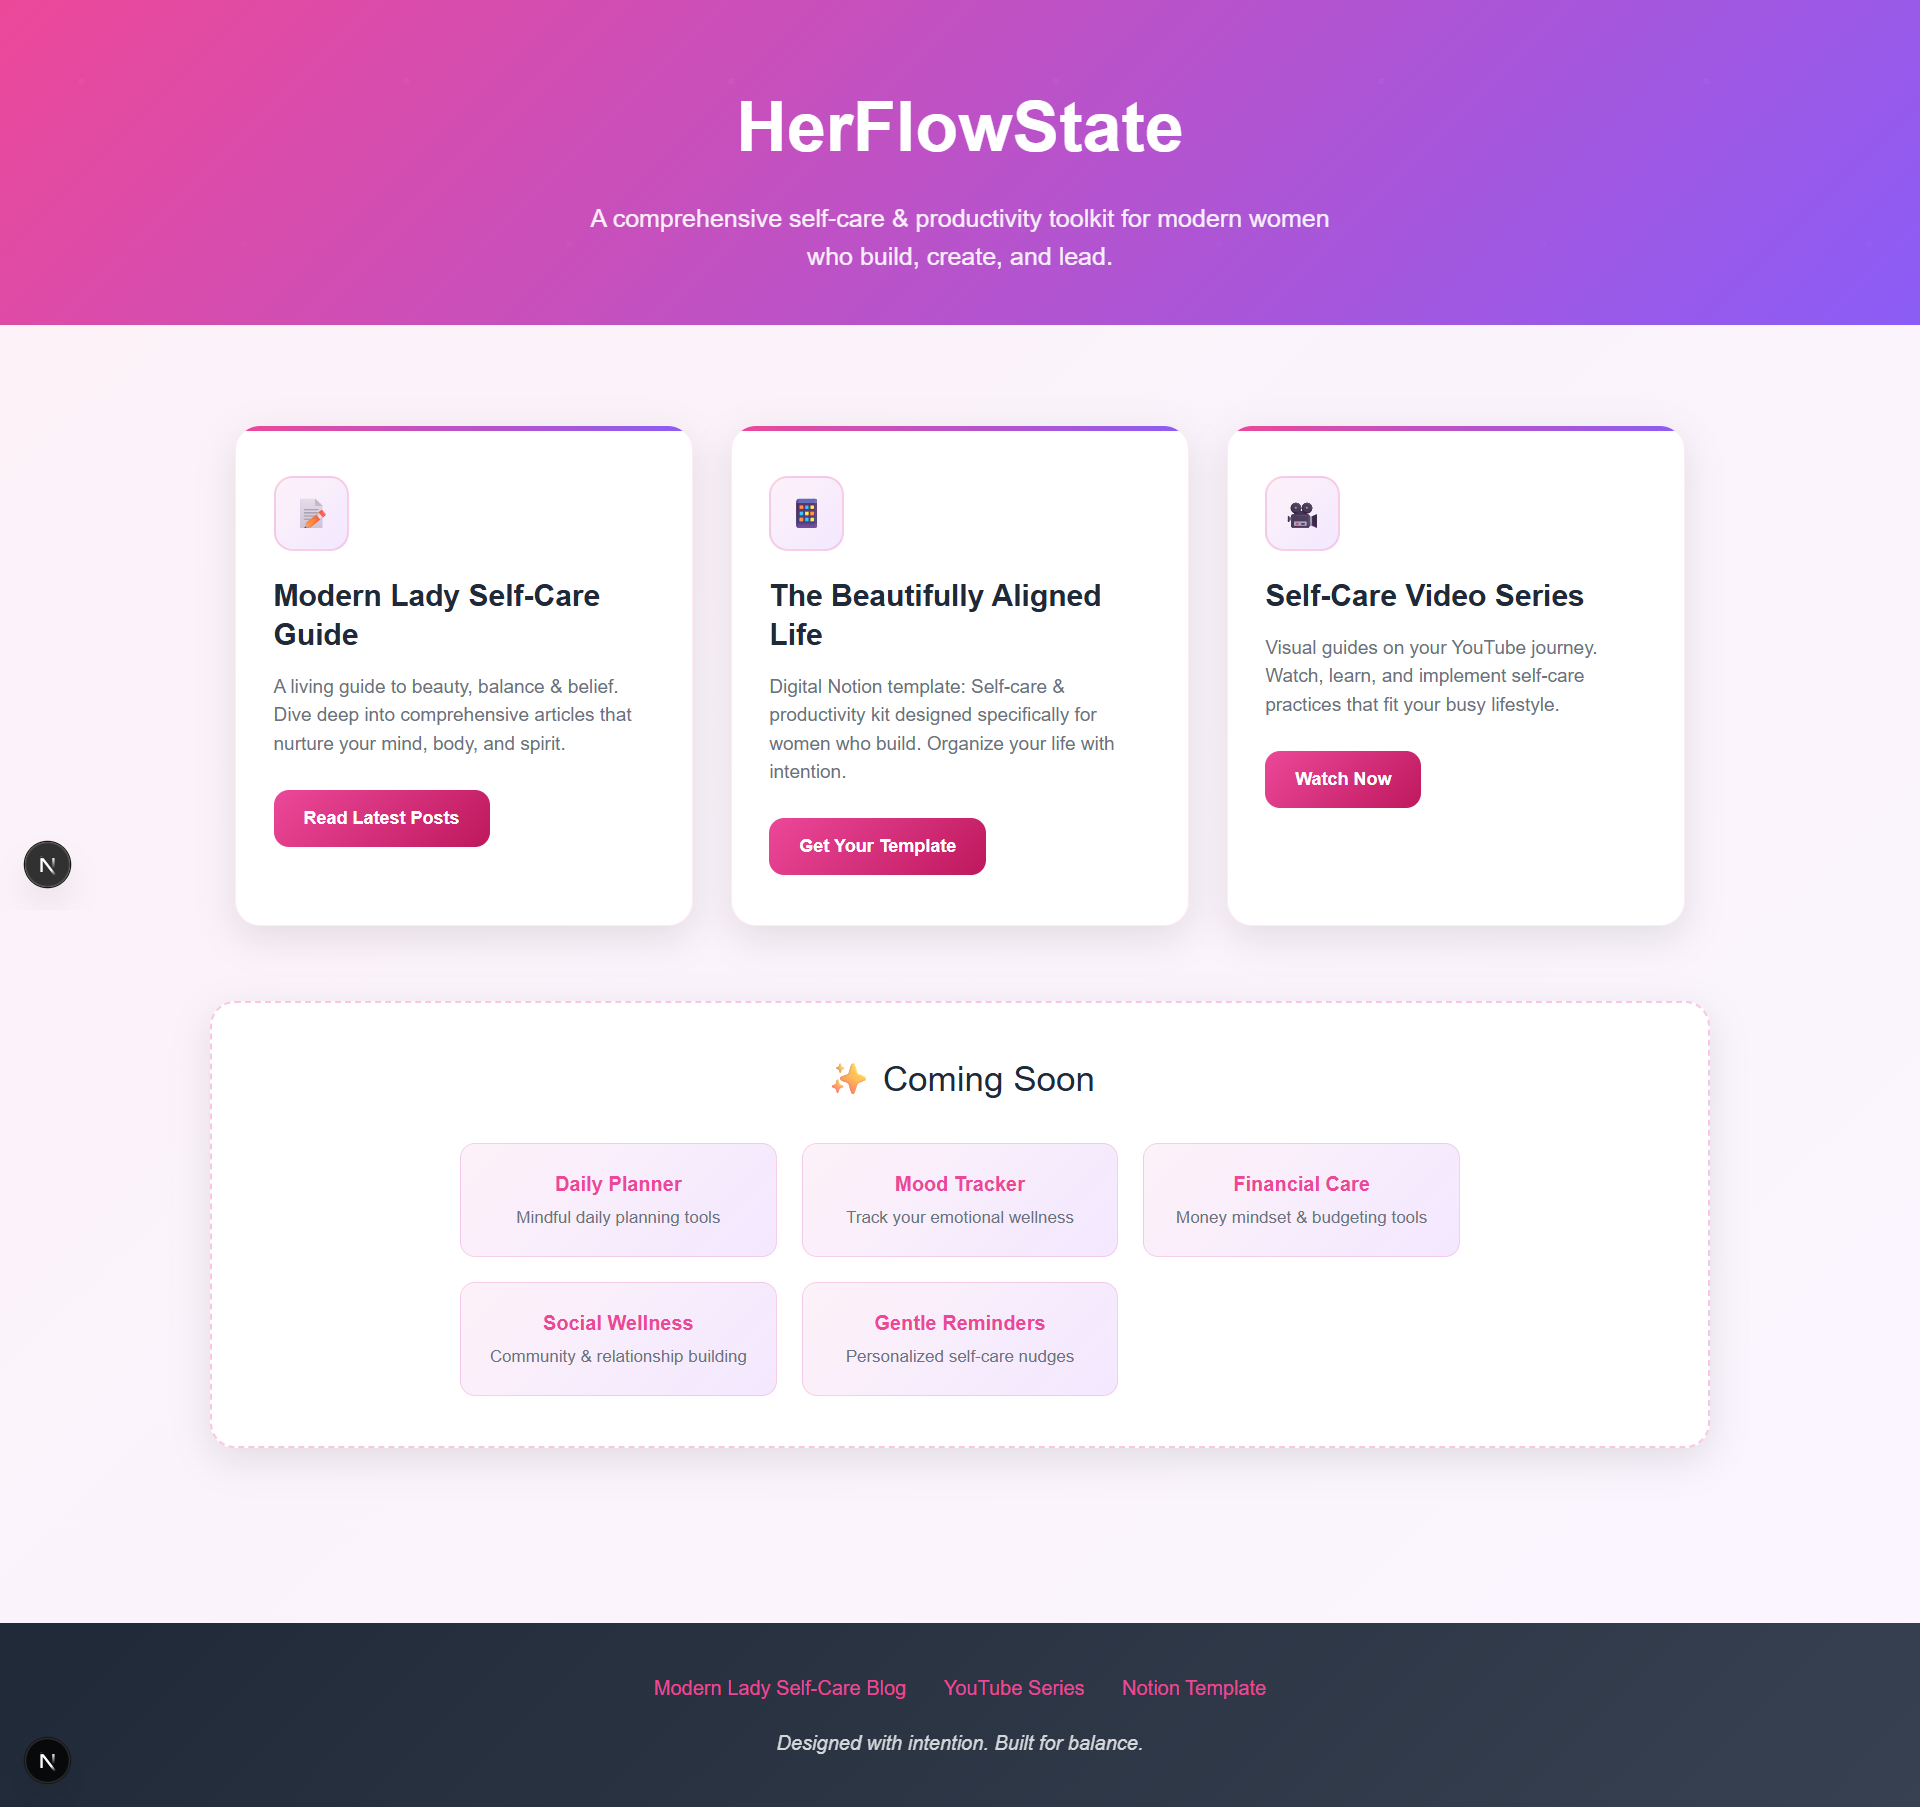 HerFlowState
A comprehensive self-care & productivity toolkit for modern women
who build, create, and lead.
Modern Lady Self-Care
Guide
A living guide to beauty, balance & belief.
Dive deep into comprehensive articles that
nurture your mind, body, and spirit.
Read Latest Posts
The Beautifully Aligned
Life
Digital Notion template: Self-care &
productivity kit designed specifically for
women who build. Organize your life with
intention.
Get Your Template
Self-Care Video Series
Visual guides on your YouTube journey.
Watch, learn, and implement self-care
practices that fit your busy lifestyle.
Watch Now
N
✨ Coming Soon
Daily Planner
Mindful daily planning tools
Mood Tracker
Track your emotional wellness
Financial Care
Money mindset & budgeting tools
Social Wellness
Community & relationship building
Gentle Reminders
Personalized self-care nudges
Modern Lady Self-Care Blog
YouTube Series
Notion Template
Designed with intention. Built for balance.
N